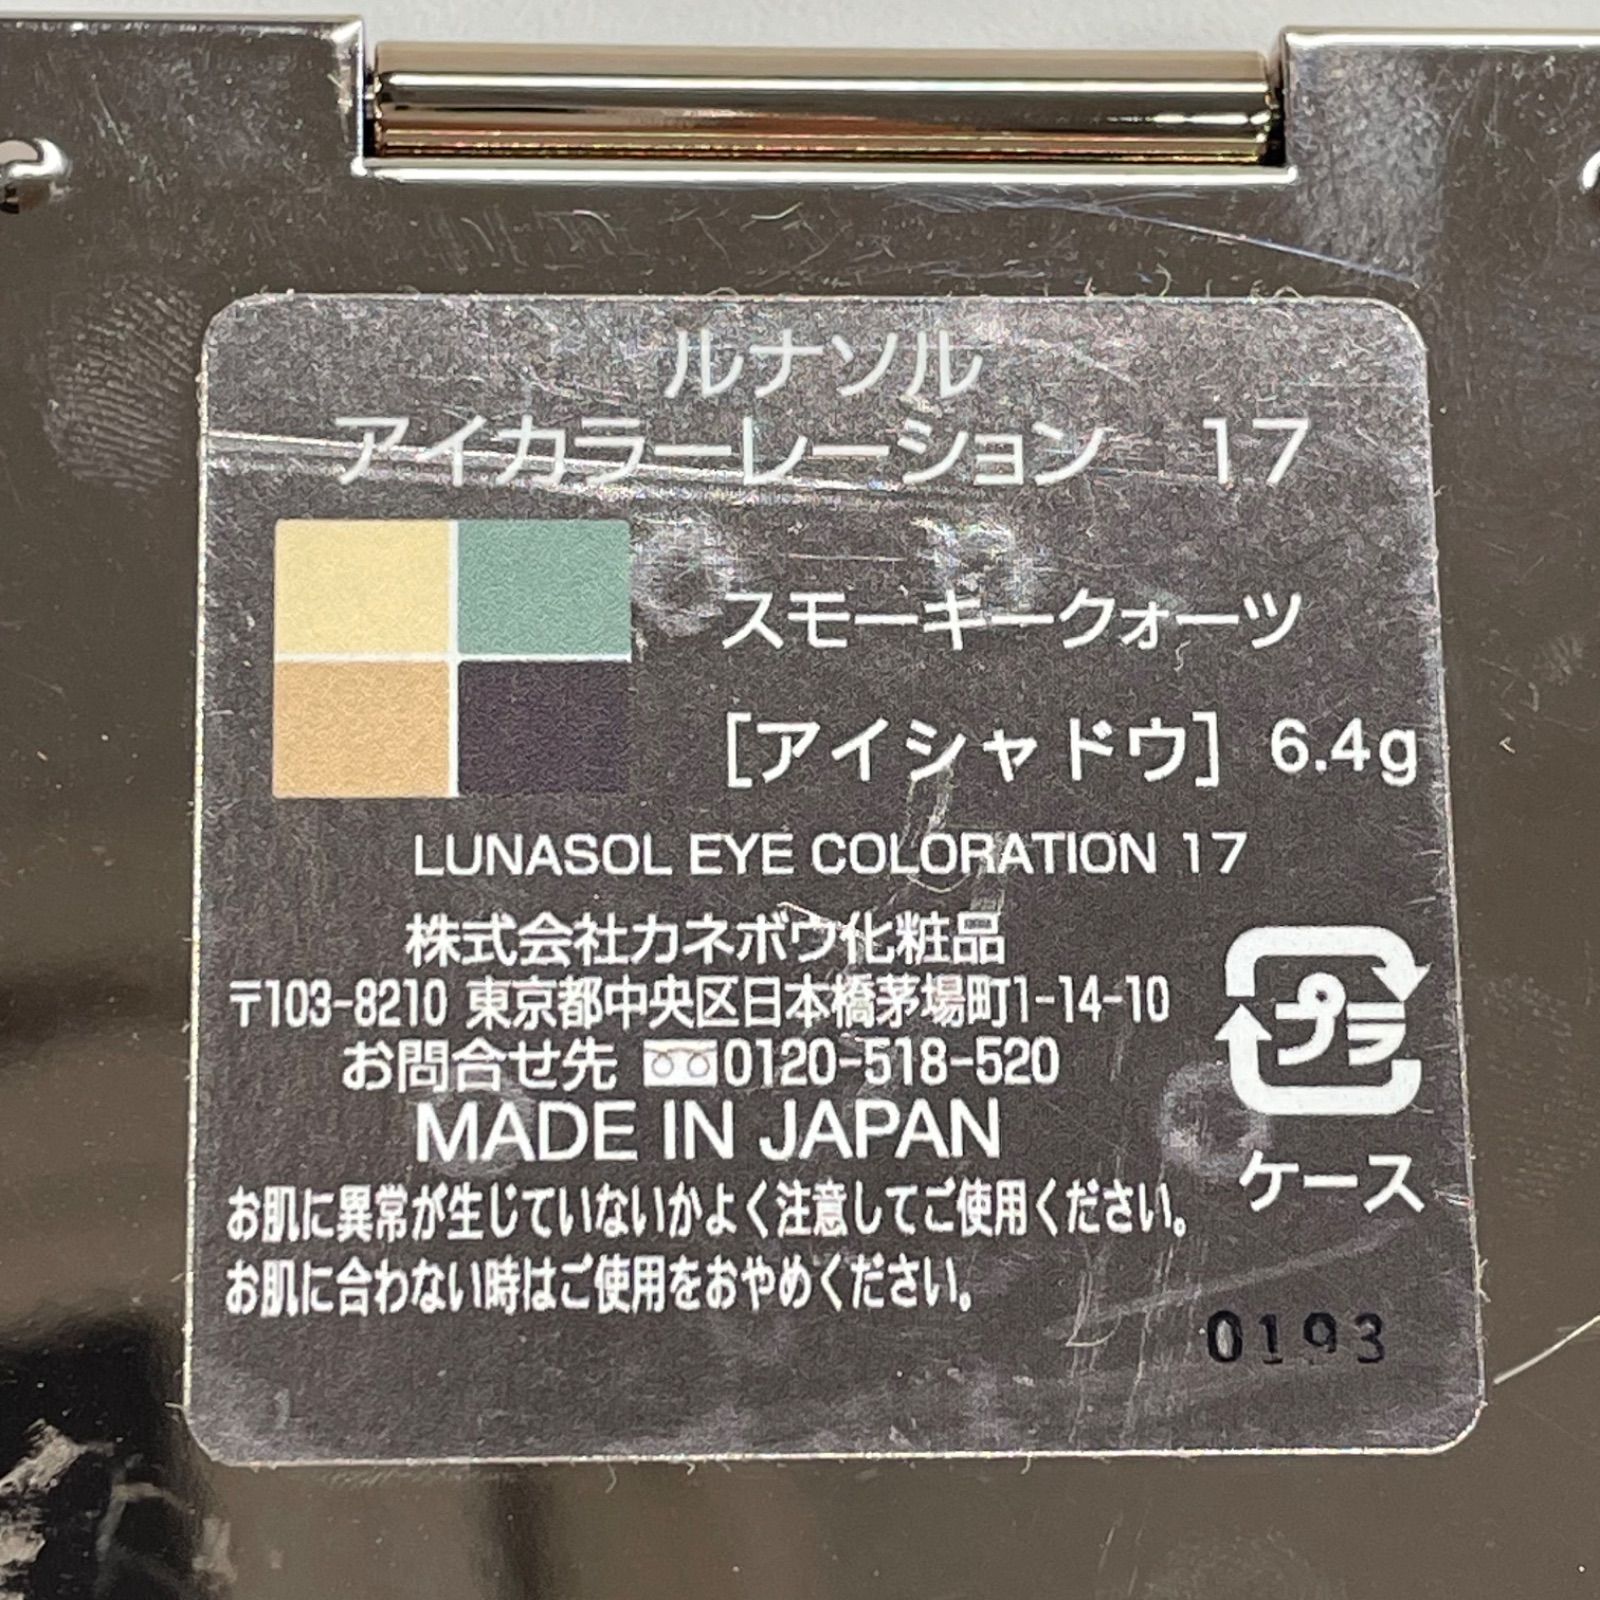 ルナソル
アイカラーレーション 17
スモーキークォーツ
[アイシャドウ] 6.4g
LUNASOL EYE COLORATION 17
株式会社カネボウ化粧品
〒103-8210 東京都中央区日本橋茅場町1-14-10
お問合せ先 0120-518-520
MADE IN JAPAN
プラ
ケース
お肌に異常が生じていないかよく注意してご使用ください。
お肌に合わない時はご使用をおやめください。
0193